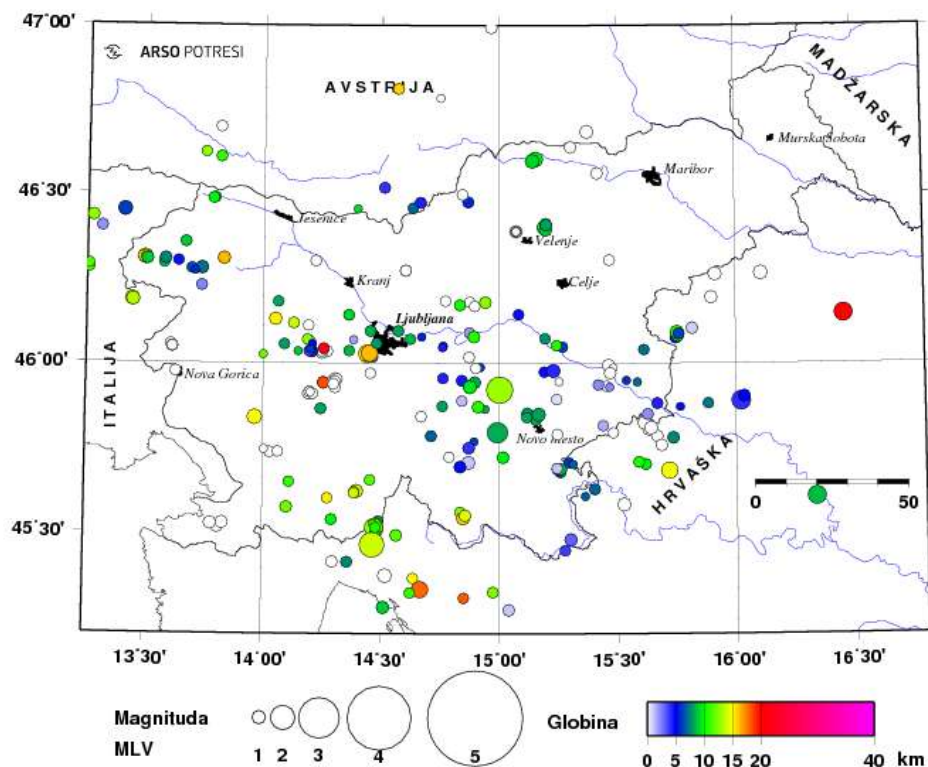 47°00'
ARSO POTRESI
AVSTRIJA
MADŽARSKA
Murska Sobota
46°30'
Maribor
Jesenice
Velenje
Kranj
Celje
Ljubljana
46°00'
Nova Gorica
ITALIJA
Novo mesto
HRVAŠKA
0 50
45°30'
13°30' 14°00' 14°30' 15°00' 15°30' 16°00' 16°30'
Magnituda
MLV
1 2 3 4 5
Globina
0 5 10 15 20 40 km